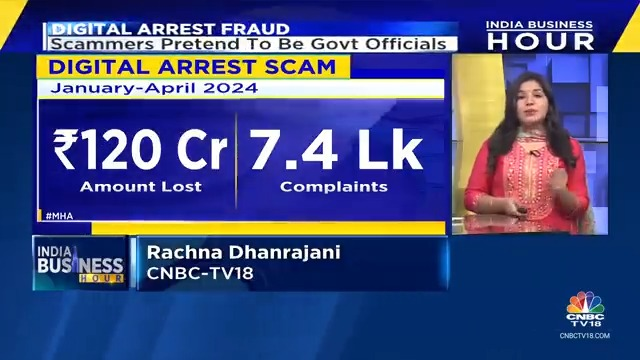 DIGITAL ARREST FRAUD
Scammers Pretend To Be Govt Officials
INDIA BUSINESS
HOUR
DIGITAL ARREST SCAM
January-April 2024
₹120 Cr
Amount Lost
7.4 Lk
Complaints
#MHA
INDIA
BUSINESS
HOUR
Rachna Dhanrajani
CNBC-TV18
CNBC
TV18
CNBCTV18.COM